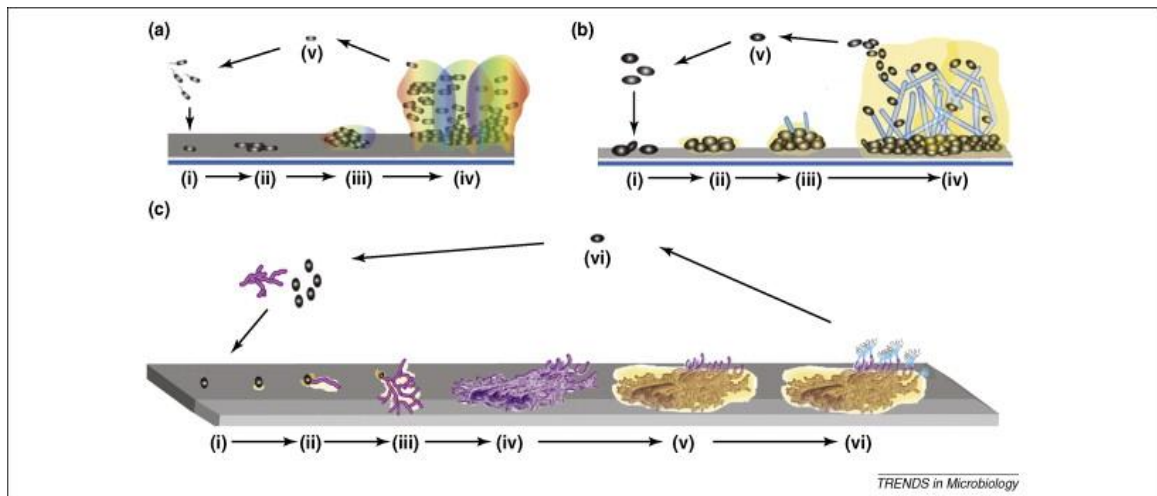 (a)
(v)
(i) (ii) (iii) (iv)
(b)
(v)
(i) (ii) (iii) (iv)
(c)
(vi)
(i) (ii) (iii) (iv) (v) (vi)
TRENDS in Microbiology